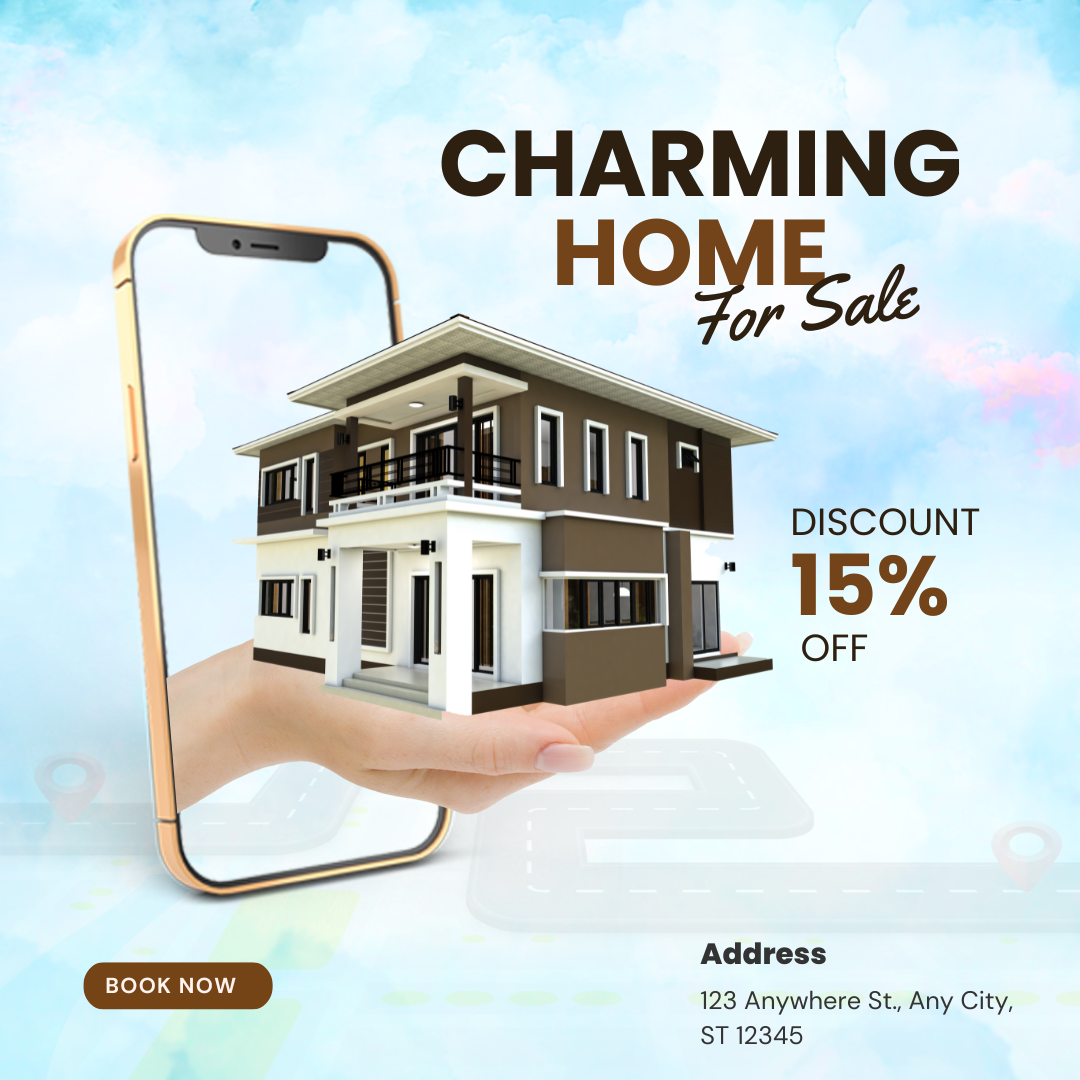 CHARMING
HOME
For Sale
DISCOUNT
15%
OFF
BOOK NOW
Address
123 Anywhere St., Any City,
ST 12345